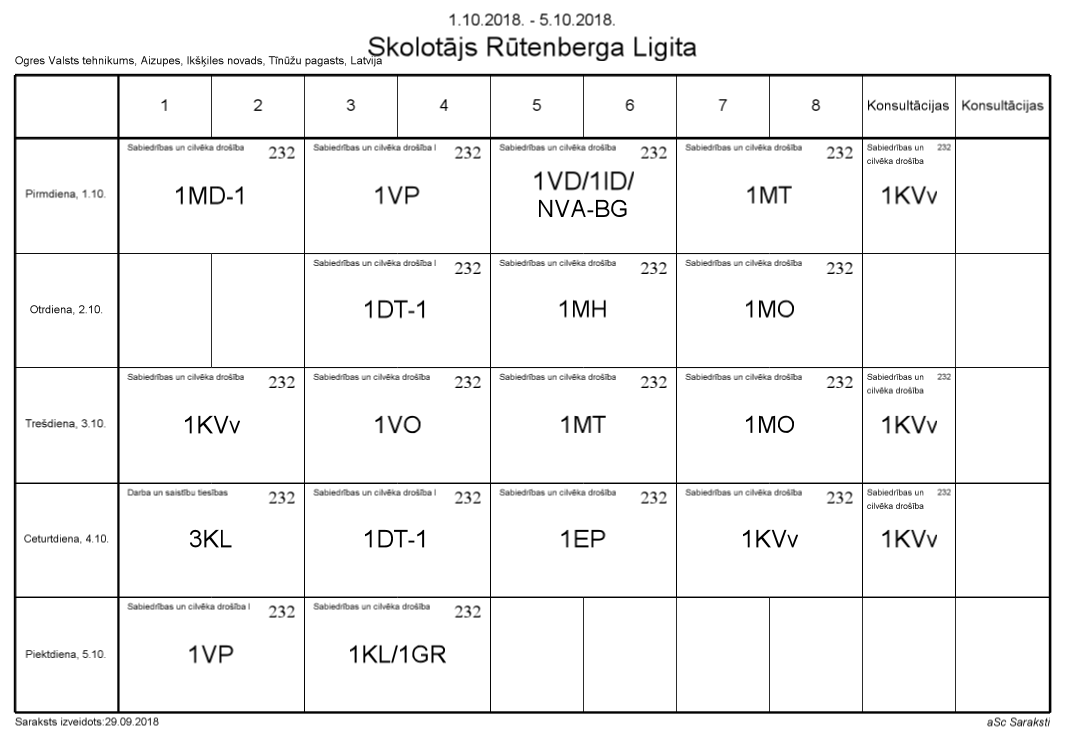 1.10.2018. - 5.10.2018.
Skolotājs Rūtenberga Ligita
Ogres Valsts tehnikums, Aizupes, Ikšķiles novads, Tīnūžu pagasts, Latvija
1 2 3 4 5 6 7 8 Konsultācijas Konsultācijas
Pirmdiena, 1.10.
Sabiedrības un cilvēka drošība 232
1MD-1
Sabiedrības un cilvēka drošība I 232
1VP
Sabiedrības un cilvēka drošība 232
1VD/1ID/
NVA-BG
Sabiedrības un cilvēka drošība 232
1MT
Sabiedrības un 232
cilvēka drošība
1KVv
Otrdiena, 2.10.
Sabiedrības un cilvēka drošība I 232
1DT-1
Sabiedrības un cilvēka drošība 232
1MH
Sabiedrības un cilvēka drošība 232
1MO
Trešdiena, 3.10.
Sabiedrības un cilvēka drošība 232
1KVv
Sabiedrības un cilvēka drošība 232
1VO
Sabiedrības un cilvēka drošība 232
1MT
Sabiedrības un cilvēka drošība 232
1MO
Sabiedrības un 232
cilvēka drošība
1KVv
Ceturtdiena, 4.10.
Darba un saistību tiesības 232
3KL
Sabiedrības un cilvēka drošība I 232
1DT-1
Sabiedrības un cilvēka drošība 232
1EP
Sabiedrības un cilvēka drošība 232
1KVv
Sabiedrības un 232
cilvēka drošība
1KVv
Piektdiena, 5.10.
Sabiedrības un cilvēka drošība I 232
1VP
Sabiedrības un cilvēka drošība 232
1KL/1GR
Saraksts izveidots:29.09.2018
aSc Saraksti